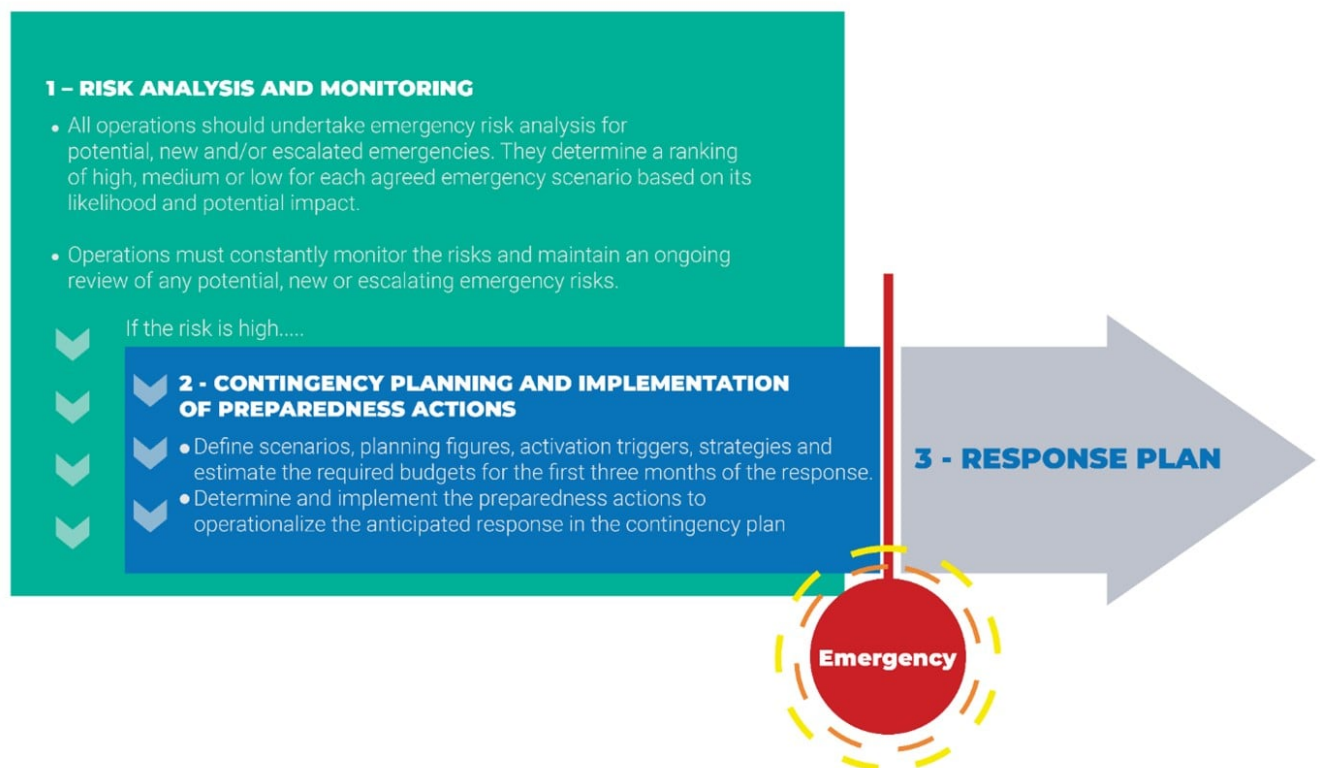 1 – RISK ANALYSIS AND MONITORING
• All operations should undertake emergency risk analysis for
potential, new and/or escalated emergencies. They determine a ranking
of high, medium or low for each agreed emergency scenario based on its
likelihood and potential impact.
• Operations must constantly monitor the risks and maintain an ongoing
review of any potential, new or escalating emergency risks.
If the risk is high.....
2 - CONTINGENCY PLANNING AND IMPLEMENTATION
OF PREPAREDNESS ACTIONS
• Define scenarios, planning figures, activation triggers, strategies and
estimate the required budgets for the first three months of the response.
• Determine and implement the preparedness actions to
operationalize the anticipated response in the contingency plan
3 - RESPONSE PLAN
Emergency